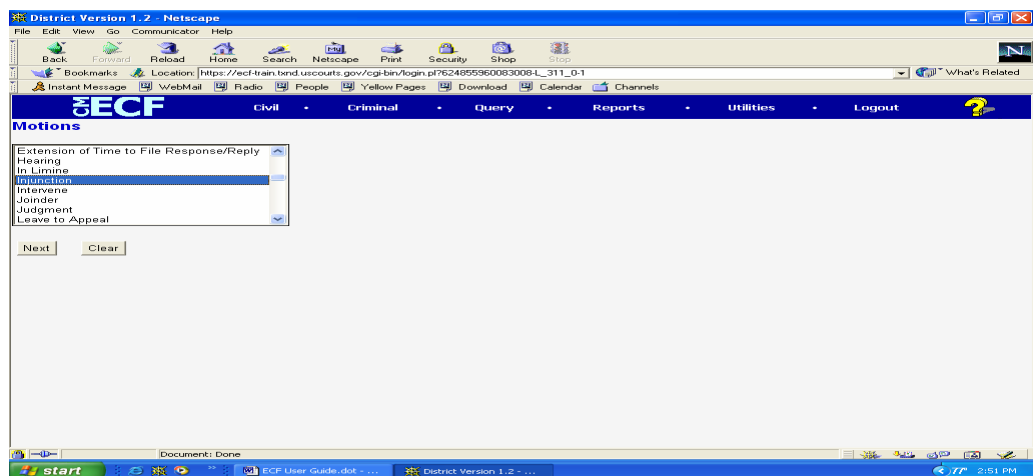 District Version 1.2 - Netscape
File Edit View Go Communicator Help
Back Forward Reload Home Search Netscape Print Security Shop Stop
My
N
Bookmarks Location: https://ecf-train.txnd.uscourts.gov/cgi-bin/login.pl?624855960083008-L_311_0-1 What's Related
Instant Message WebMail Radio People Yellow Pages Download Calendar Channels
CM ECF Civil • Criminal • Query • Reports • Utilities • Logout ?
Motions
Extension of Time to File Response/Reply
Hearing
In Limine
Injunction
Intervene
Joinder
Judgment
Leave to Appeal
Next Clear
Document: Done
start » ECF User Guide.dot - ... District Version 1.2 - ... 77° 2:51 PM